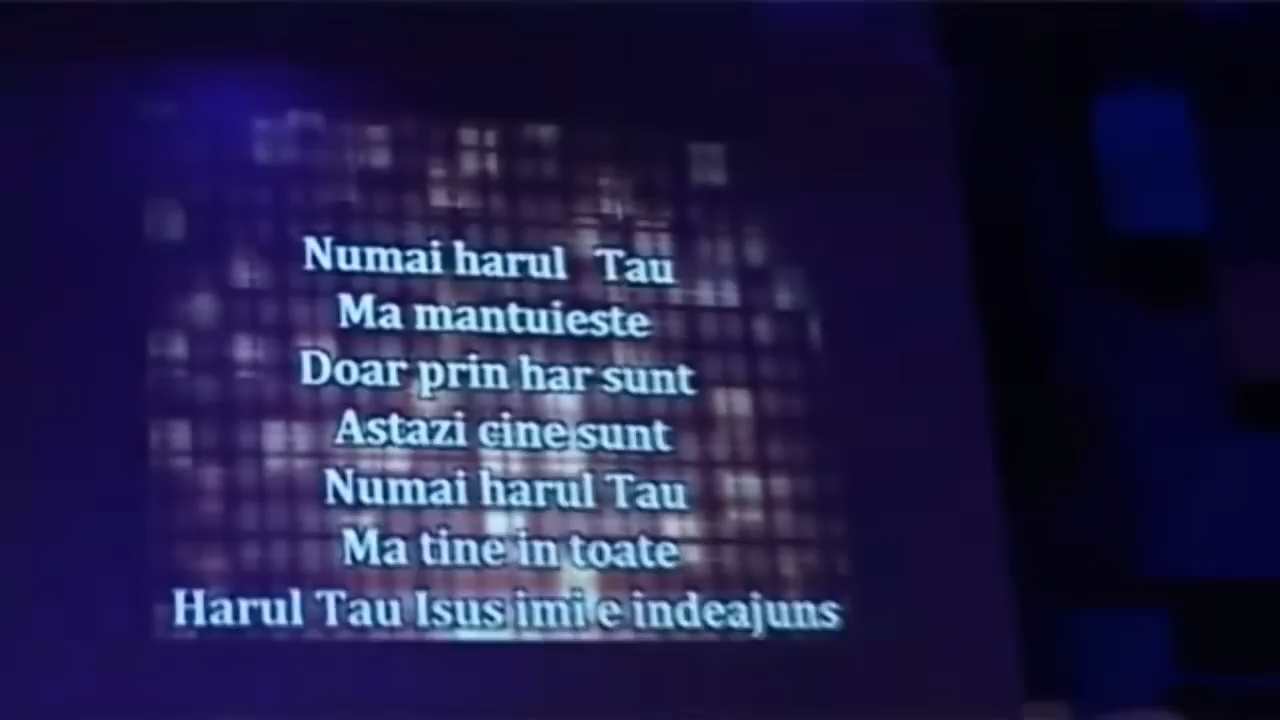 Numai harul Tau
Ma mantuieste
Doar prin har sunt
Astazi cine sunt
Numai harul Tau
Ma tine in toate
Harul Tau Isus imi e indeajuns